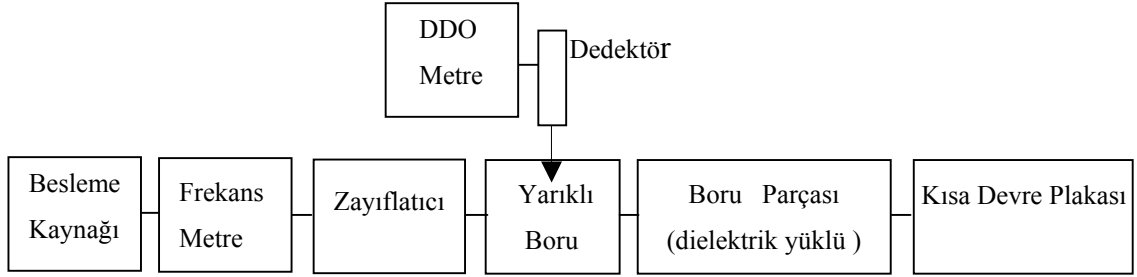 DDO
Metre
Dedektör
Besleme
Kaynağı
Frekans
Metre
Zayıflatıcı
Yarıklı
Boru
Boru Parçası
(dielektrik yüklü )
Kısa Devre Plakası